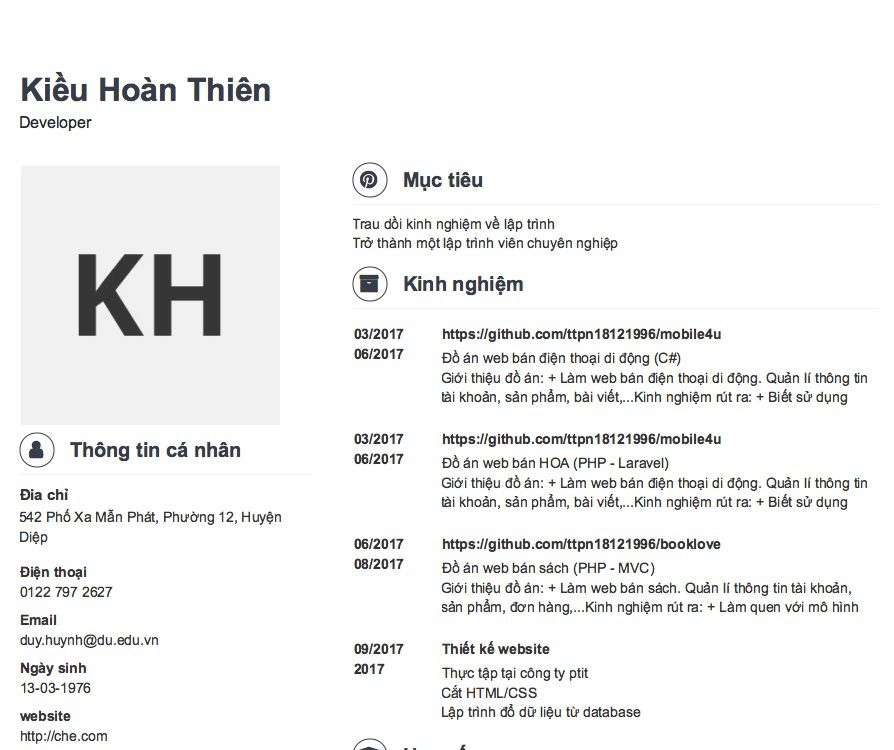 Kiều Hoàn Thiên
Developer
KH
Thông tin cá nhân
Đia chỉ
542 Phố Xa Mẫn Phát, Phường 12, Huyện
Diệp
Điện thoại
0122 797 2627
Email
duy.huynh@du.edu.vn
Ngày sinh
13-03-1976
website
http://che.com
Mục tiêu
Trau dồi kinh nghiệm về lập trình
Trở thành một lập trình viên chuyên nghiệp
Kinh nghiệm
03/2017 https://github.com/ttpn18121996/mobile4u
06/2017 Đồ án web bán điện thoại di động (C#)
Giới thiệu đồ án: + Làm web bán điện thoại di động. Quản lí thông tin
tài khoản, sản phẩm, bài viết,...Kinh nghiệm rút ra: + Biết sử dụng
03/2017 https://github.com/ttpn18121996/mobile4u
06/2017 Đồ án web bán HOA (PHP - Laravel)
Giới thiệu đồ án: + Làm web bán điện thoại di động. Quản lí thông tin
tài khoản, sản phẩm, bài viết,...Kinh nghiệm rút ra: + Biết sử dụng
06/2017 https://github.com/ttpn18121996/booklove
08/2017 Đồ án web bán sách (PHP - MVC)
Giới thiệu đồ án: + Làm web bán sách. Quản lí thông tin tài khoản,
sản phẩm, đơn hàng,...Kinh nghiệm rút ra: + Làm quen với mô hình
09/2017 Thiết kế website
2017 Thực tập tại công ty ptit
Cắt HTML/CSS
Lập trình đổ dữ liệu từ database